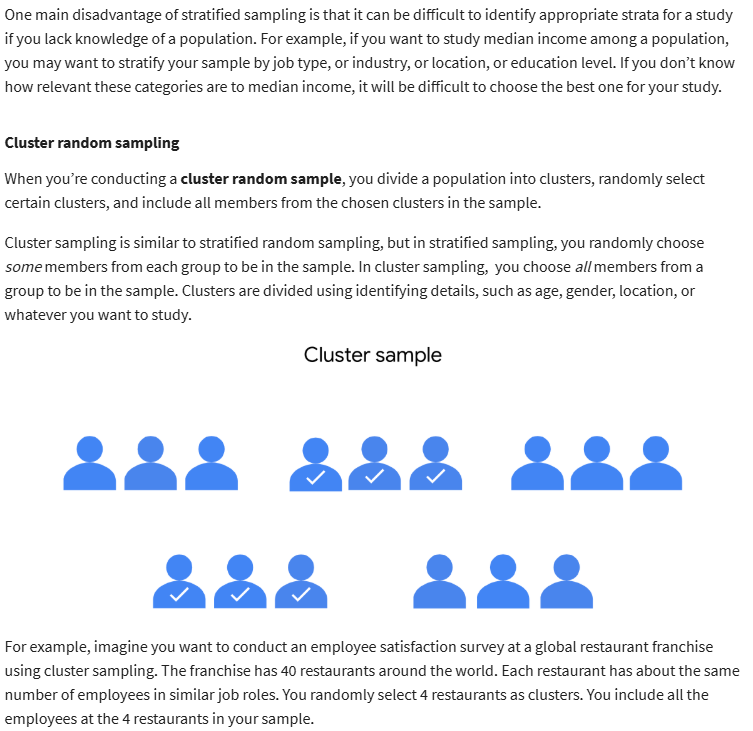 One main disadvantage of stratified sampling is that it can be difficult to identify appropriate strata for a study
if you lack knowledge of a population. For example, if you want to study median income among a population,
you may want to stratify your sample by job type, or industry, or location, or education level. If you don’t know
how relevant these categories are to median income, it will be difficult to choose the best one for your study.
Cluster random sampling
When you’re conducting a cluster random sample, you divide a population into clusters, randomly select
certain clusters, and include all members from the chosen clusters in the sample.
Cluster sampling is similar to stratified random sampling, but in stratified sampling, you randomly choose
some members from each group to be in the sample. In cluster sampling,  you choose all members from a
group to be in the sample. Clusters are divided using identifying details, such as age, gender, location, or
whatever you want to study.
Cluster sample
For example, imagine you want to conduct an employee satisfaction survey at a global restaurant franchise
using cluster sampling. The franchise has 40 restaurants around the world. Each restaurant has about the same
number of employees in similar job roles. You randomly select 4 restaurants as clusters. You include all the
employees at the 4 restaurants in your sample.